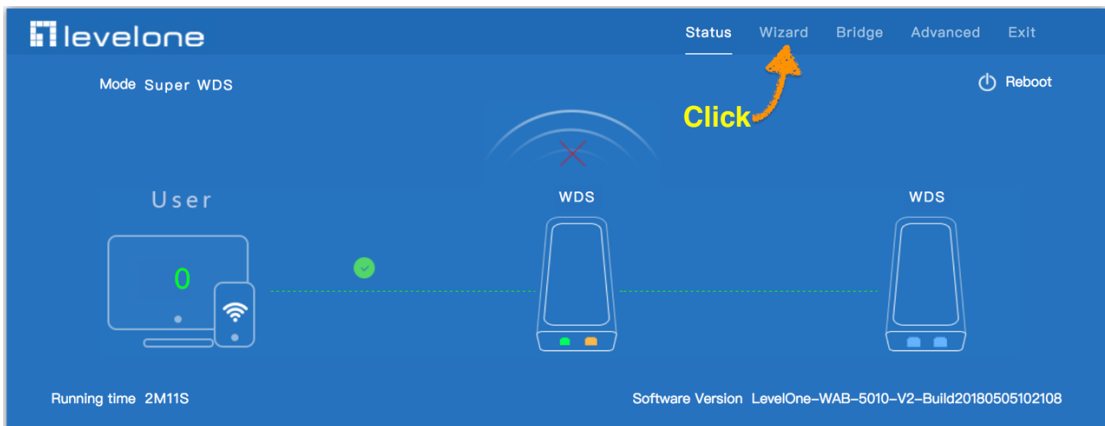 levelone
Status Wizard Bridge Advanced Exit
Mode Super WDS
Reboot
Click
User
WDS
WDS
0
Running time 2M11S
Software Version LevelOne-WAB-5010-V2-Build20180505102108